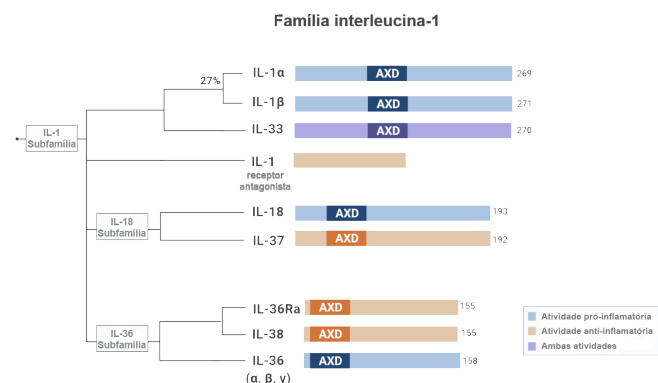 Família interleucina-1
27%
IL-1α
AXD
269
IL-1β
AXD
271
IL-33
AXD
270
IL-1
Subfamília
IL-1
receptor
antagonista
IL-18
AXD
193
IL-18
Subfamília
IL-37
AXD
192
IL-36Ra
AXD
155
IL-38
AXD
155
IL-36
Subfamília
IL-36
(α, β, γ)
AXD
158
Atividade pró-inflamatória
Atividade anti-inflamatória
Ambas atividades